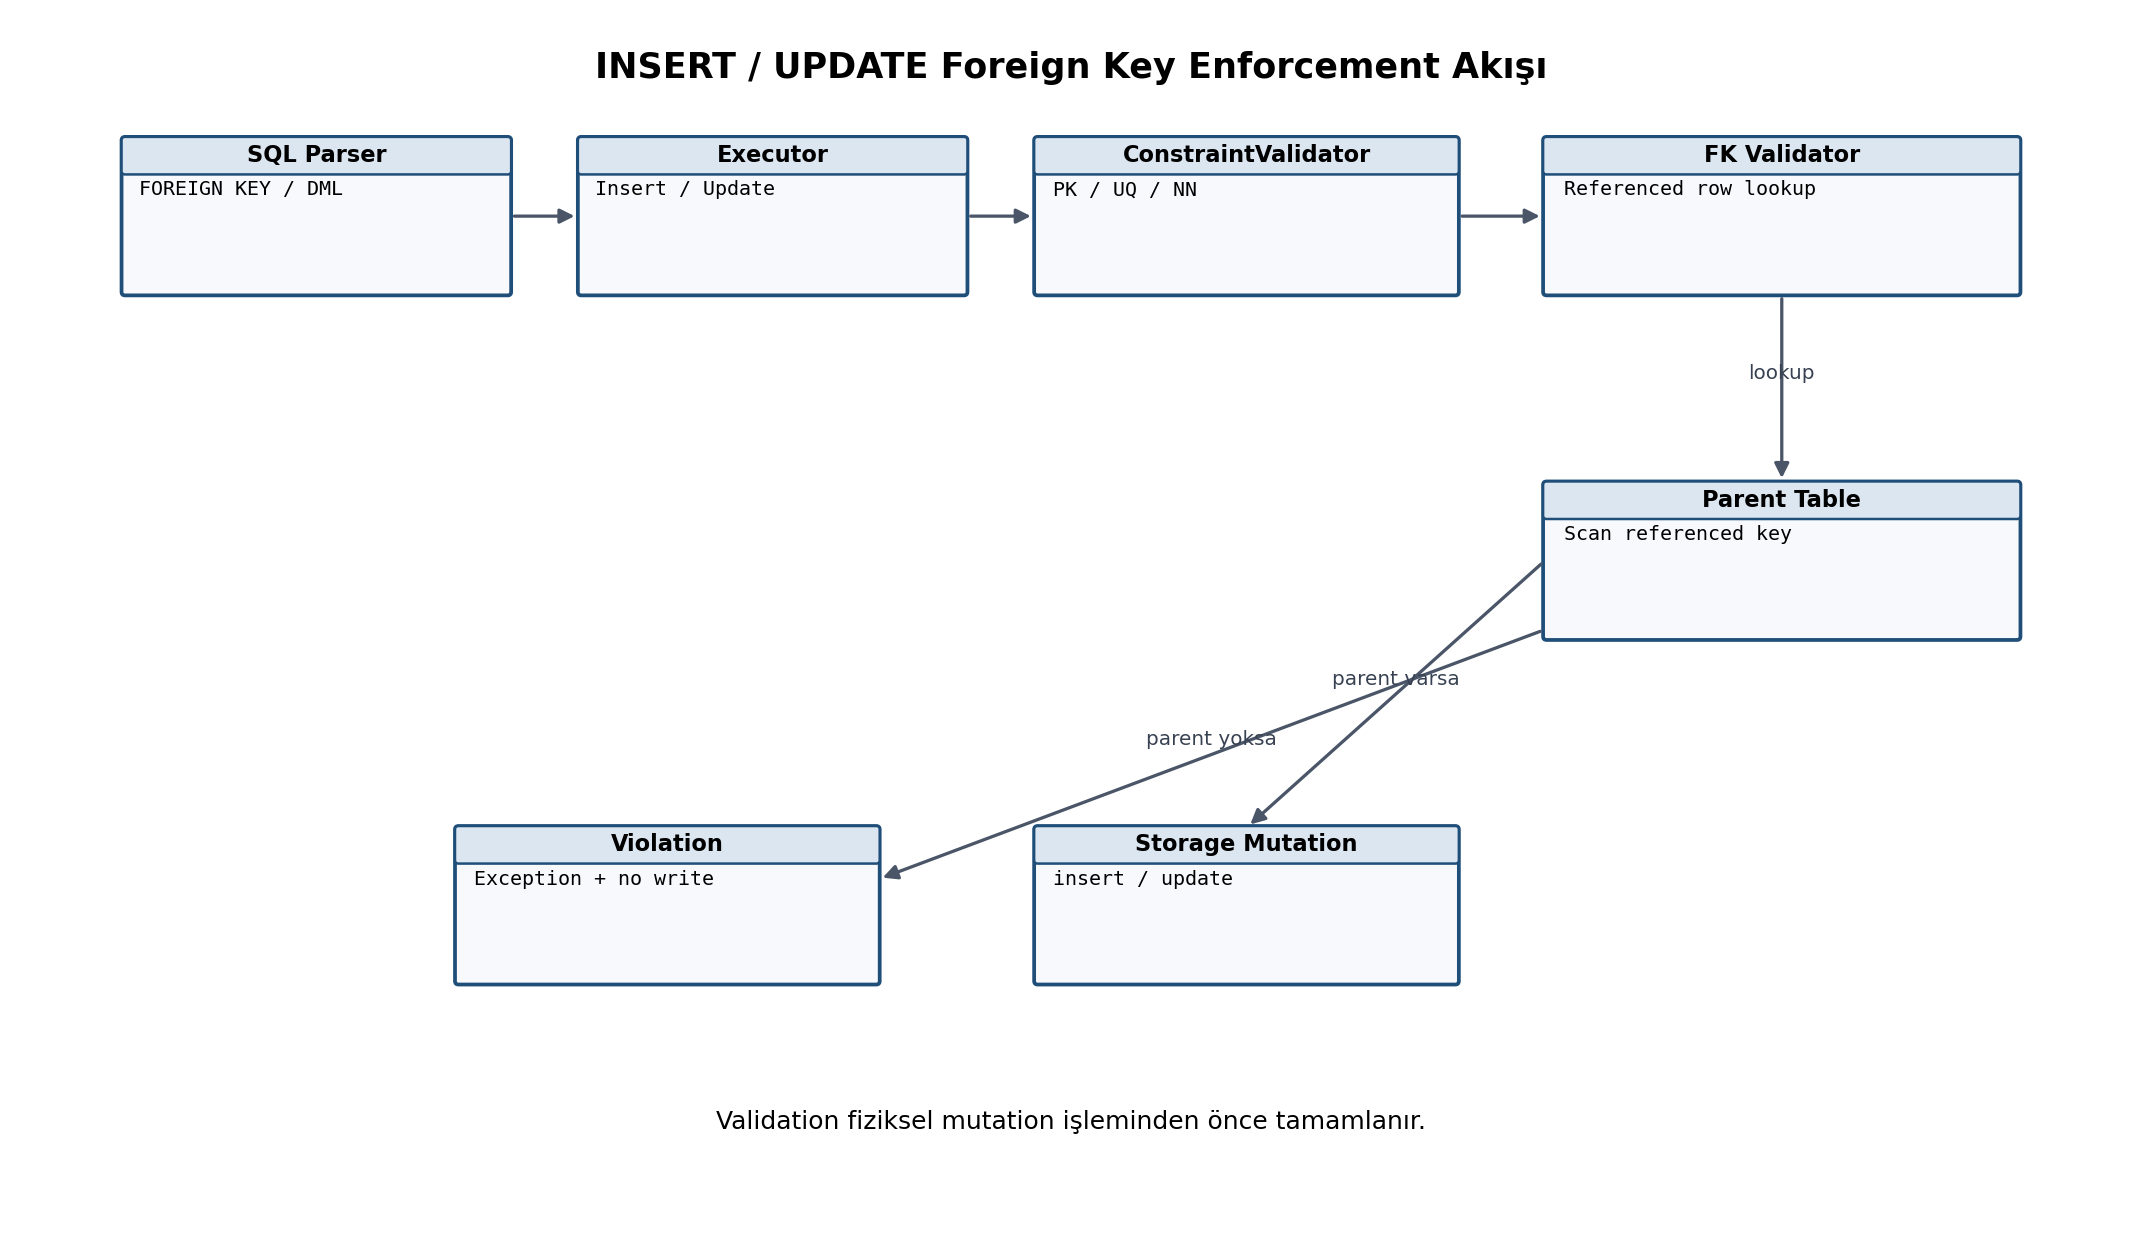 INSERT / UPDATE Foreign Key Enforcement Akışı
SQL Parser
FOREIGN KEY / DML
Executor
Insert / Update
ConstraintValidator
PK / UQ / NN
FK Validator
Referenced row lookup
lookup
Parent Table
Scan referenced key
parent varsa
parent yoksa
Violation
Exception + no write
Storage Mutation
insert / update
Validation fiziksel mutation işleminden önce tamamlanır.